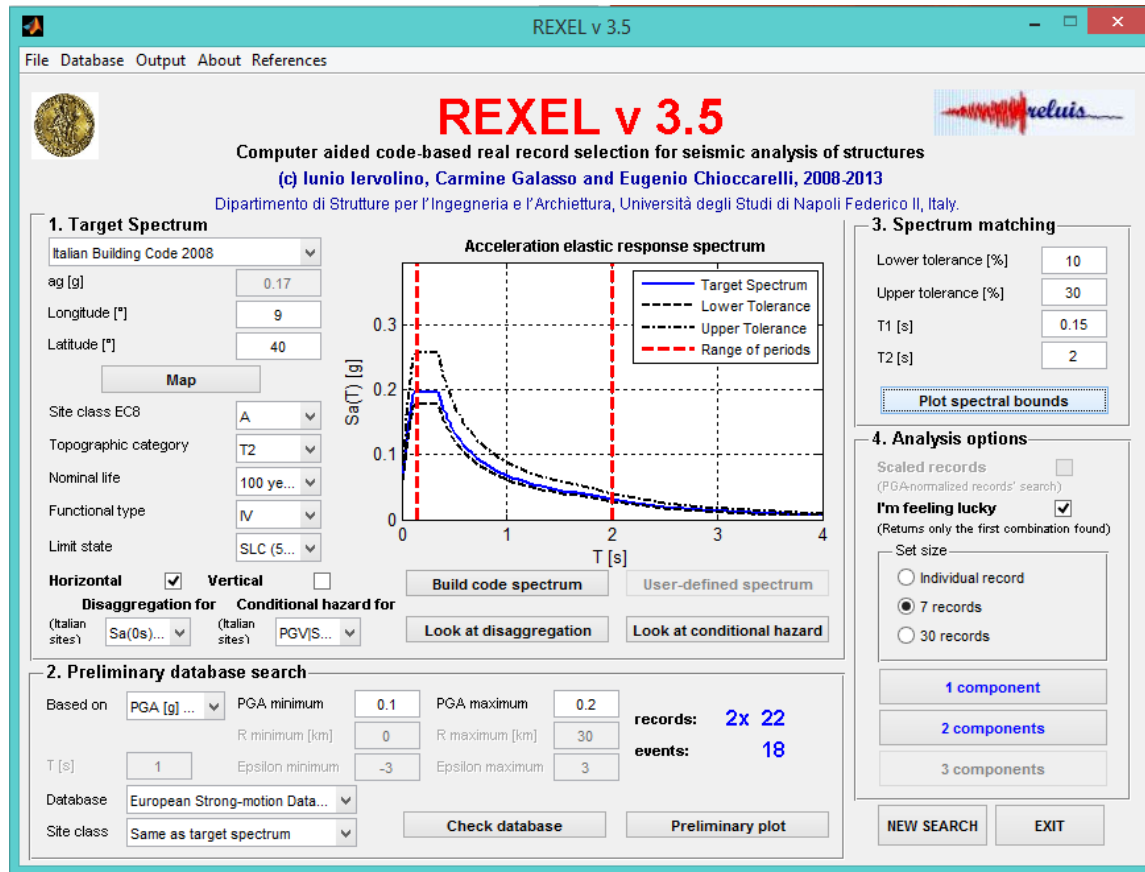 REXEL v 3.5
File Database Output About References
REXEL v 3.5
reluis
Computer aided code-based real record selection for seismic analysis of structures
(c) Iunio Iervolino, Carmine Galasso and Eugenio Chioccarelli, 2008-2013
Dipartimento di Strutture per l'Ingegneria e l'Archiettura, Università degli Studi di Napoli Federico II, Italy.
1. Target Spectrum
Italian Building Code 2008
ag [g] 0.17
Longitude [°] 9
Latitude [°] 40
Map
Site class EC8 A
Topographic category T2
Nominal life 100 ye...
Functional type IV
Limit state SLC (5...
Horizontal Vertical
Disaggregation for Conditional hazard for
(Italian sites) Sa(0s)... (Italian sites) PGV|S...
Acceleration elastic response spectrum
Target Spectrum
Lower Tolerance
Upper Tolerance
Range of periods
Sa(T) [g]
0.3
0.2
0.1
0
0 1 2 3 4
T [s]
Build code spectrum User-defined spectrum
Look at disaggregation Look at conditional hazard
2. Preliminary database search
Based on PGA [g] ... PGA minimum 0.1 PGA maximum 0.2
R minimum [km] 0 R maximum [km] 30
T [s] 1 Epsilon minimum -3 Epsilon maximum 3
records: 2x 22
events: 18
Database European Strong-motion Data...
Site class Same as target spectrum
Check database Preliminary plot
3. Spectrum matching
Lower tolerance [%] 10
Upper tolerance [%] 30
T1 [s] 0.15
T2 [s] 2
Plot spectral bounds
4. Analysis options
Scaled records
(PGA-normalized records' search)
I'm feeling lucky
(Returns only the first combination found)
Set size
Individual record
7 records
30 records
1 component
2 components
3 components
NEW SEARCH EXIT